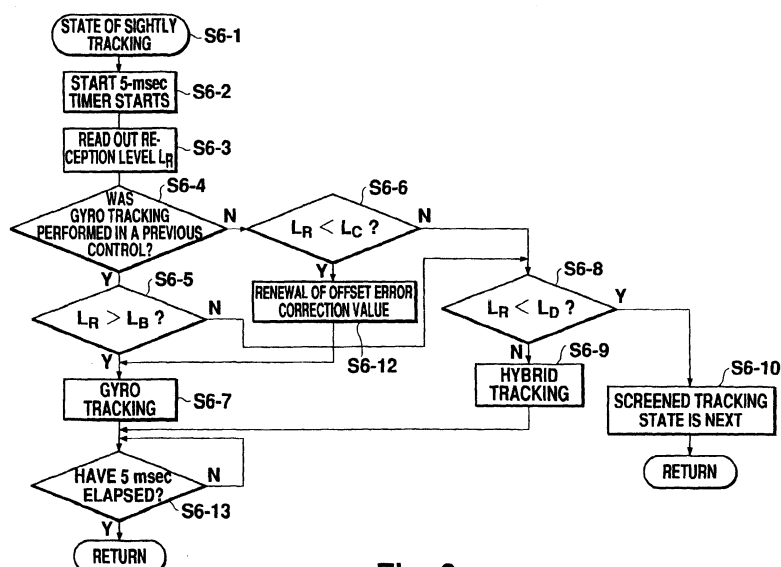 STATE OF SIGHTLY
TRACKING
S6-1
START 5-msec
TIMER STARTS
S6-2
READ OUT RE-
CEPTION LEVEL LR
S6-3
S6-4
WAS
GYRO TRACKING
PERFORMED IN A PREVIOUS
CONTROL?
N
Y
S6-6
LR < LC ?
N
Y
S6-5
LR > LB ?
N
Y
RENEWAL OF OFFSET ERROR
CORRECTION VALUE
S6-12
S6-8
LR < LD ?
Y
N
S6-9
HYBRID
TRACKING
S6-10
SCREENED TRACKING
STATE IS NEXT
RETURN
GYRO
TRACKING
S6-7
HAVE 5 msec
ELAPSED?
N
S6-13
Y
RETURN